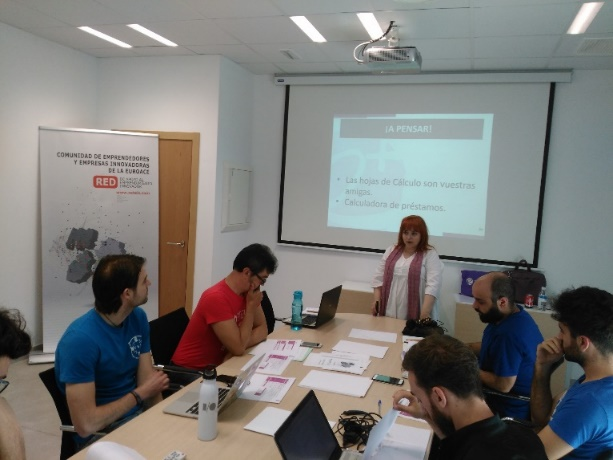 COMUNIDAD DE EMPRENDEDORES
Y EMPRESAS INNOVADORAS
DE LA EUROACE
RED
¡A PENSAR!
• Las hojas de Cálculo son vuestras
amigas.
• Calculadora de préstamos.